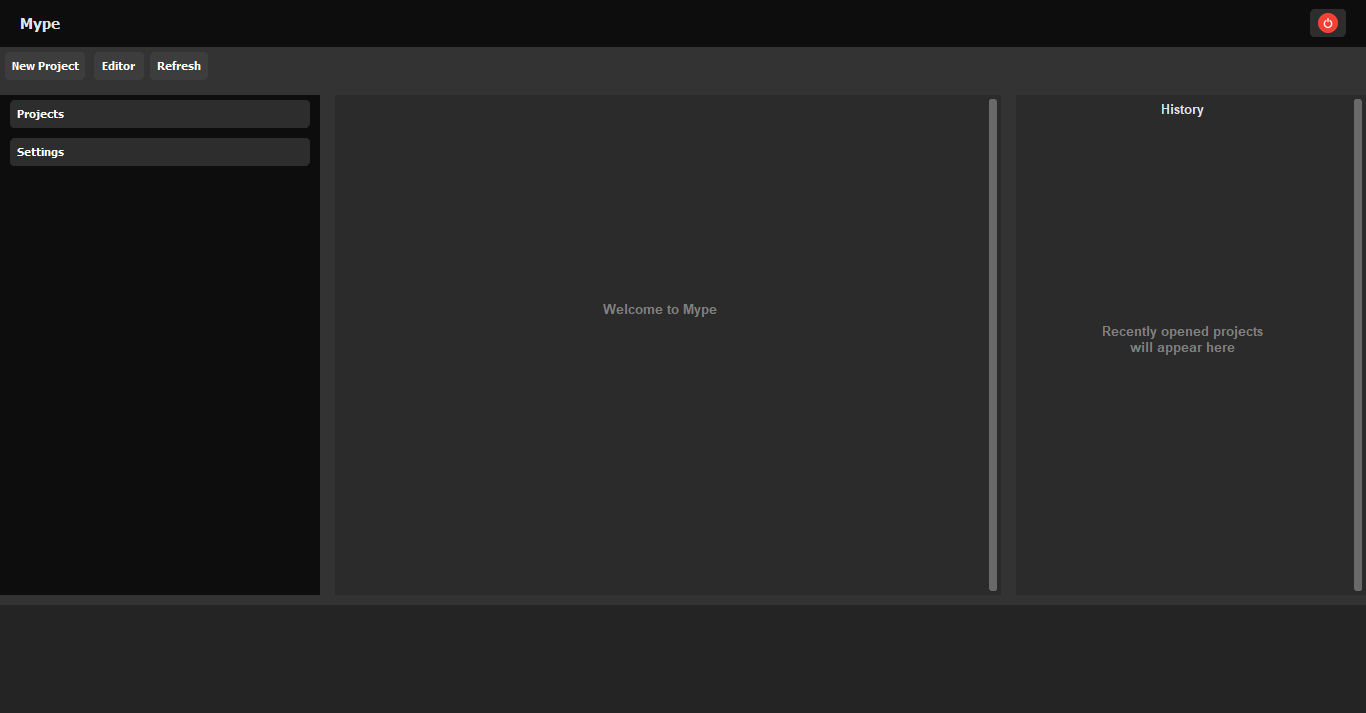 Mype
New Project
Editor
Refresh
Projects
Settings
Welcome to Mype
History
Recently opened projects
will appear here